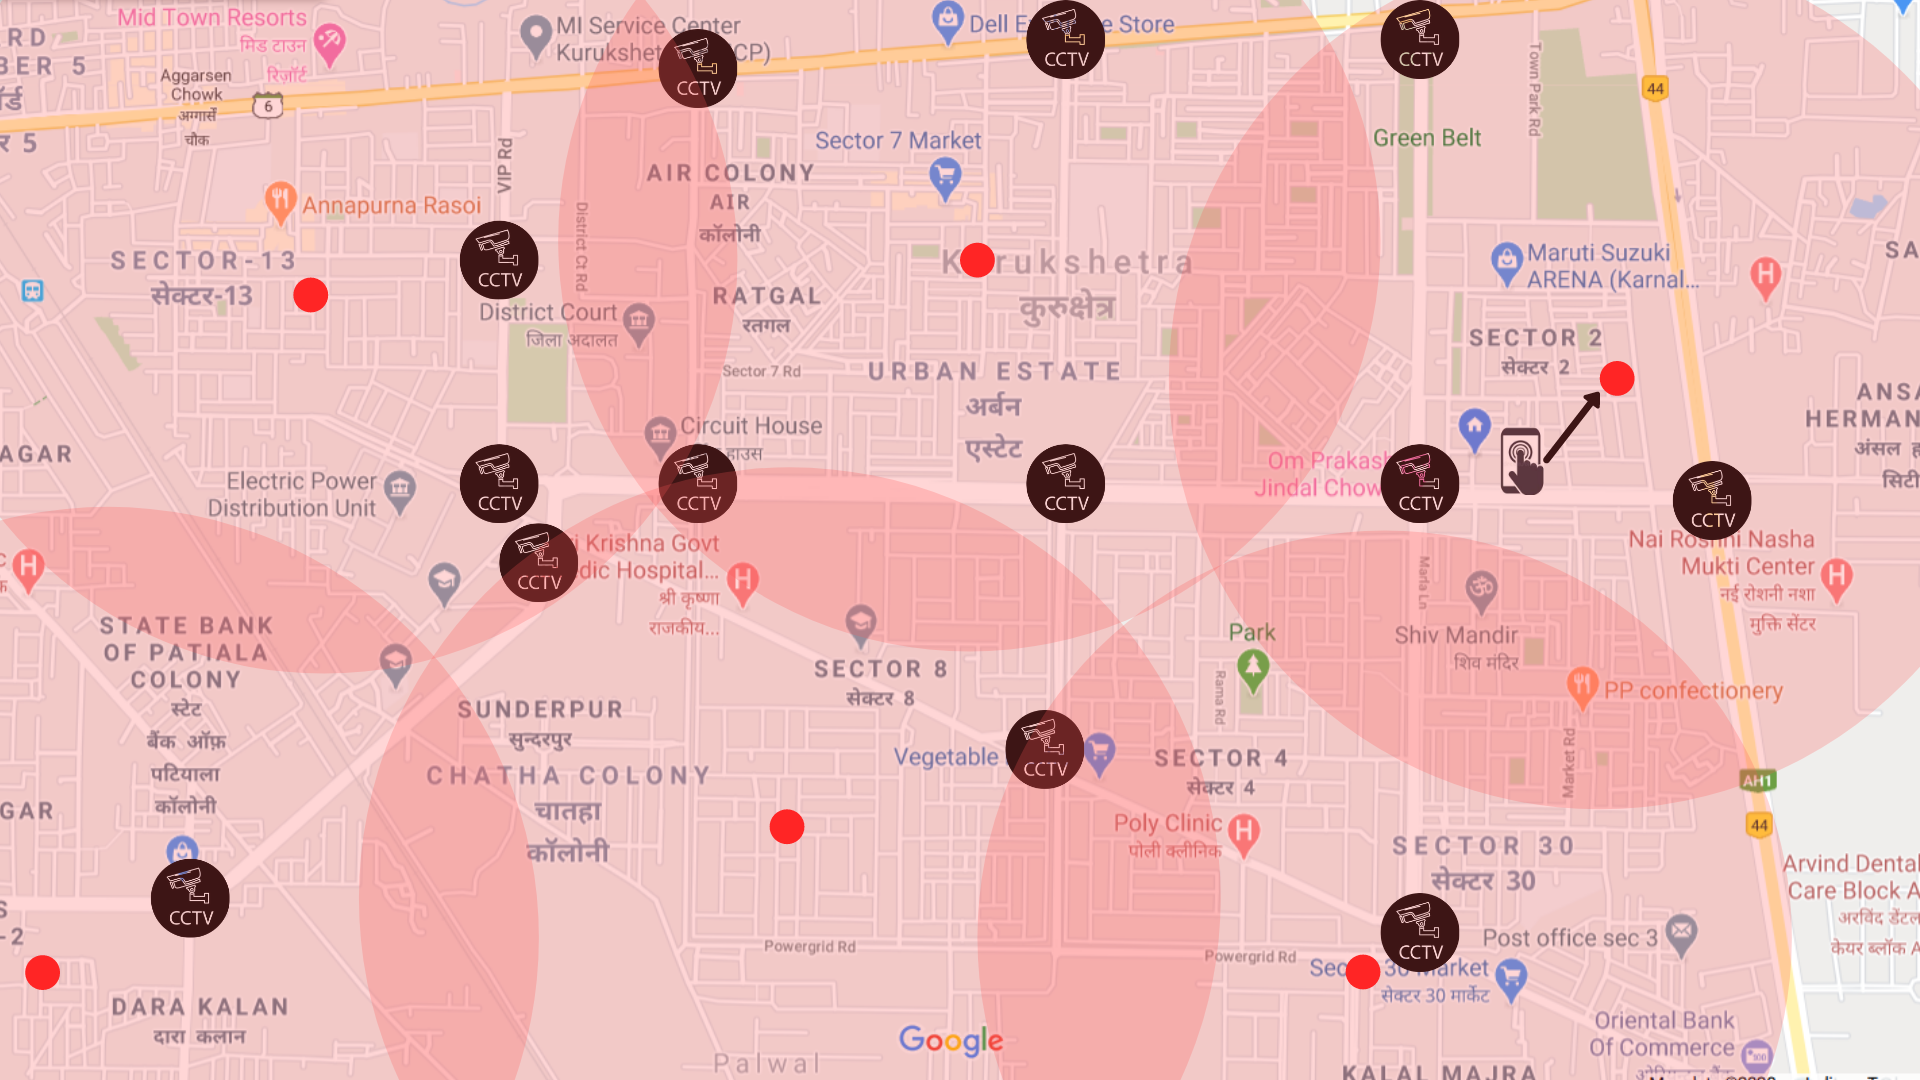 Mid Town Resorts
मिड टाउन
रिज़ॉर्ट
RD
BER 5
र 5
Aggarsen
Chowk
अग्गार्सें
चौक
6
MI Service Center
CP)
Dell
e Store
CCTV
CCTV
CCTV
44
Town Park Rd
Green Belt
VIP Rd
Sector 7 Market
AIR COLONY
AIR
कॉलोनी
Annapurna Rasoi
SECTOR-13
सेक्टर-13
CCTV
District Ct Rd
District Court
जिला अदालत
RATGAL
रतगल
rukshetra
कुरुक्षेत्र
Maruti Suzuki
ARENA (Karnal...
SA
SECTOR 2
सेक्टर 2
Sector 7 Rd
URBAN ESTATE
अर्बन
एस्टेट
ANSA
HERMAN
अंसल
सिटी
Circuit House
हाउस
AGAR
Electric Power
Distribution Unit
CCTV
CCTV
CCTV
Om Prakas
Jindal Chow
CCTV
CCTV
CCTV
i Krishna Govt
dic Hospital...
श्री कृष्णा
राजकीय...
Nai Roshni Nasha
Mukti Center
नई रोशनी नशा
मुक्ति सेंटर
Marla Ln
Shiv Mandir
शिव मंदिर
Park
Rama Rd
STATE BANK
OF PATIALA
COLONY
स्टेट
बैंक ऑफ़
पटियाला
कॉलोनी
SECTOR 8
सेक्टर 8
PP confectionery
Market Rd
SUNDERPUR
सुन्दरपुर
CHATHA COLONY
चातहा
कॉलोनी
Vegetable
CCTV
SECTOR 4
सेक्टर 4
AH1
44
GAR
Poly Clinic
पोली क्लीनिक
SECTOR 30
सेक्टर 30
Arvind Dental
Care Block A
अरविंद डेंटल
केयर ब्लॉक A
CCTV
S
-2
CCTV
Post office sec 3
Powergrid Rd
Powergrid Rd
Sec 30 Market
सेक्टर 30 मार्केट
DARA KALAN
दारा कलान
Google
Palwal
Oriental Bank
Of Commerce
KALAL MAJRA